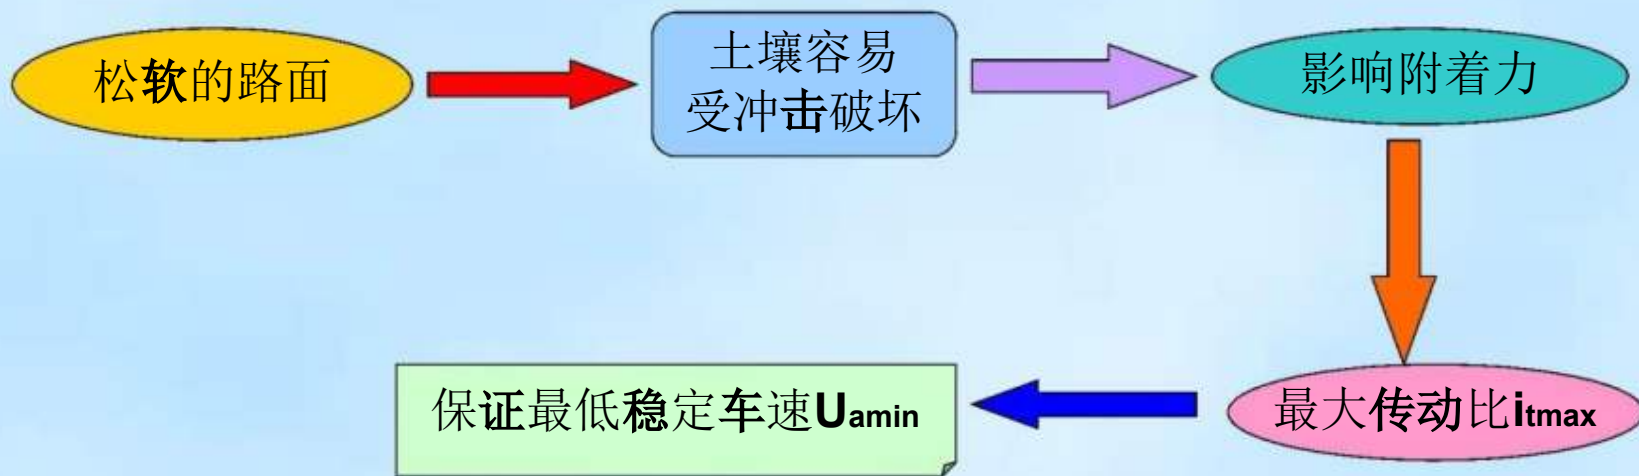 松软的路面
土壤容易
受冲击破坏
影响附着力
最大传动比itmax
保证最低稳定车速Uamin